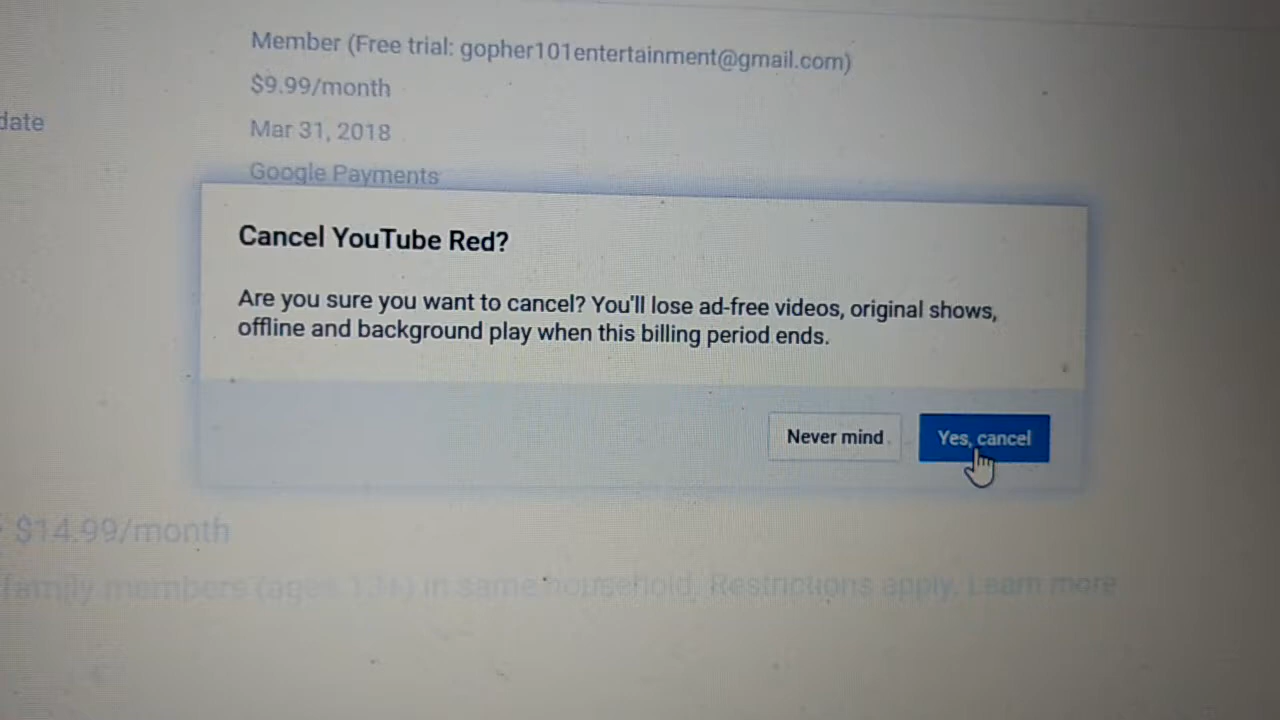 Member (Free trial: gopher101entertainment@gmail.com)
$9.99/month
date
Mar 31, 2018
Google Payments
Cancel YouTube Red?
Are you sure you want to cancel? You'll lose ad-free videos, original shows,
offline and background play when this billing period ends.
Never mind
Yes, cancel
$14.99/month
family members (ages 13+) in same household. Restrictions apply. Learn more